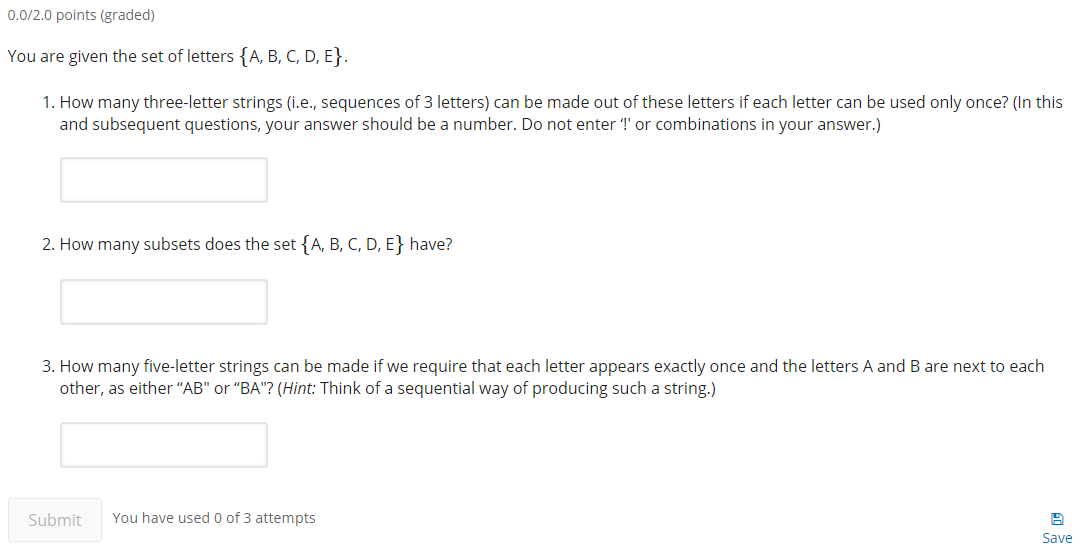 0.0/2.0 points (graded)
You are given the set of letters {A, B, C, D, E}.
1. How many three-letter strings (i.e., sequences of 3 letters) can be made out of these letters if each letter can be used only once? (In this
and subsequent questions, your answer should be a number. Do not enter ‘!’ or combinations in your answer.)
2. How many subsets does the set {A, B, C, D, E} have?
3. How many five-letter strings can be made if we require that each letter appears exactly once and the letters A and B are next to each
other, as either “AB" or “BA"? (Hint: Think of a sequential way of producing such a string.)
Submit You have used 0 of 3 attempts
Save